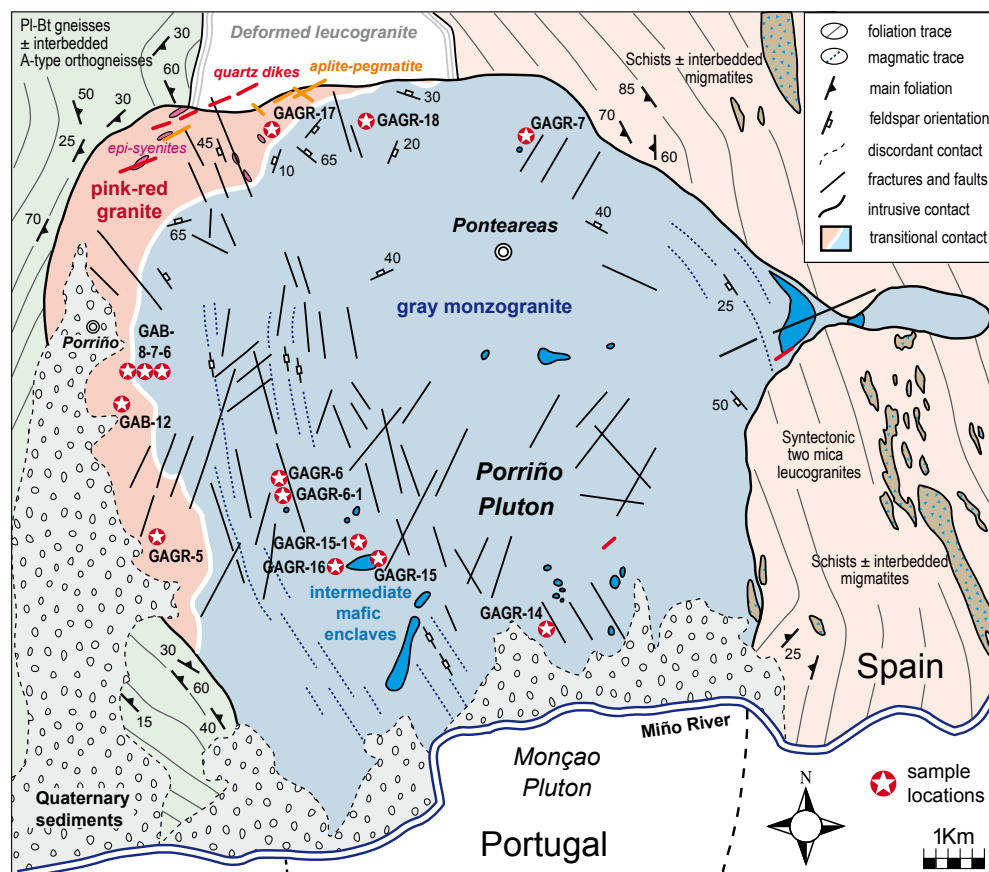 Pl-Bt gneisses
± interbedded
A-type orthogneisses
30
60
50
30
25
70
Deformed leucogranite
quartz dikes
aplite-pegmatite
epi-syenites
45
pink-red
granite
GAGR-17
GAGR-18
GAGR-7
30
10
65
20
65
40
40
25
50
Schists ± interbedded
migmatites
85
70
60
foliation trace
magmatic trace
main foliation
feldspar orientation
discordant contact
fractures and faults
intrusive contact
transitional contact
Ponteareas
gray monzogranite
Porriño
GAB-
8-7-6
GAB-12
GAGR-5
GAGR-6
GAGR-6-1
GAGR-15-1
GAGR-16
GAGR-15
GAGR-14
Porriño
Pluton
intermediate
mafic
enclaves
Syntectonic
two mica
leucogranites
Schists ± interbedded
migmatites
25
Spain
30
60
15
40
Quaternary
sediments
Miño River
Monçao
Pluton
Portugal
N
sample
locations
1Km